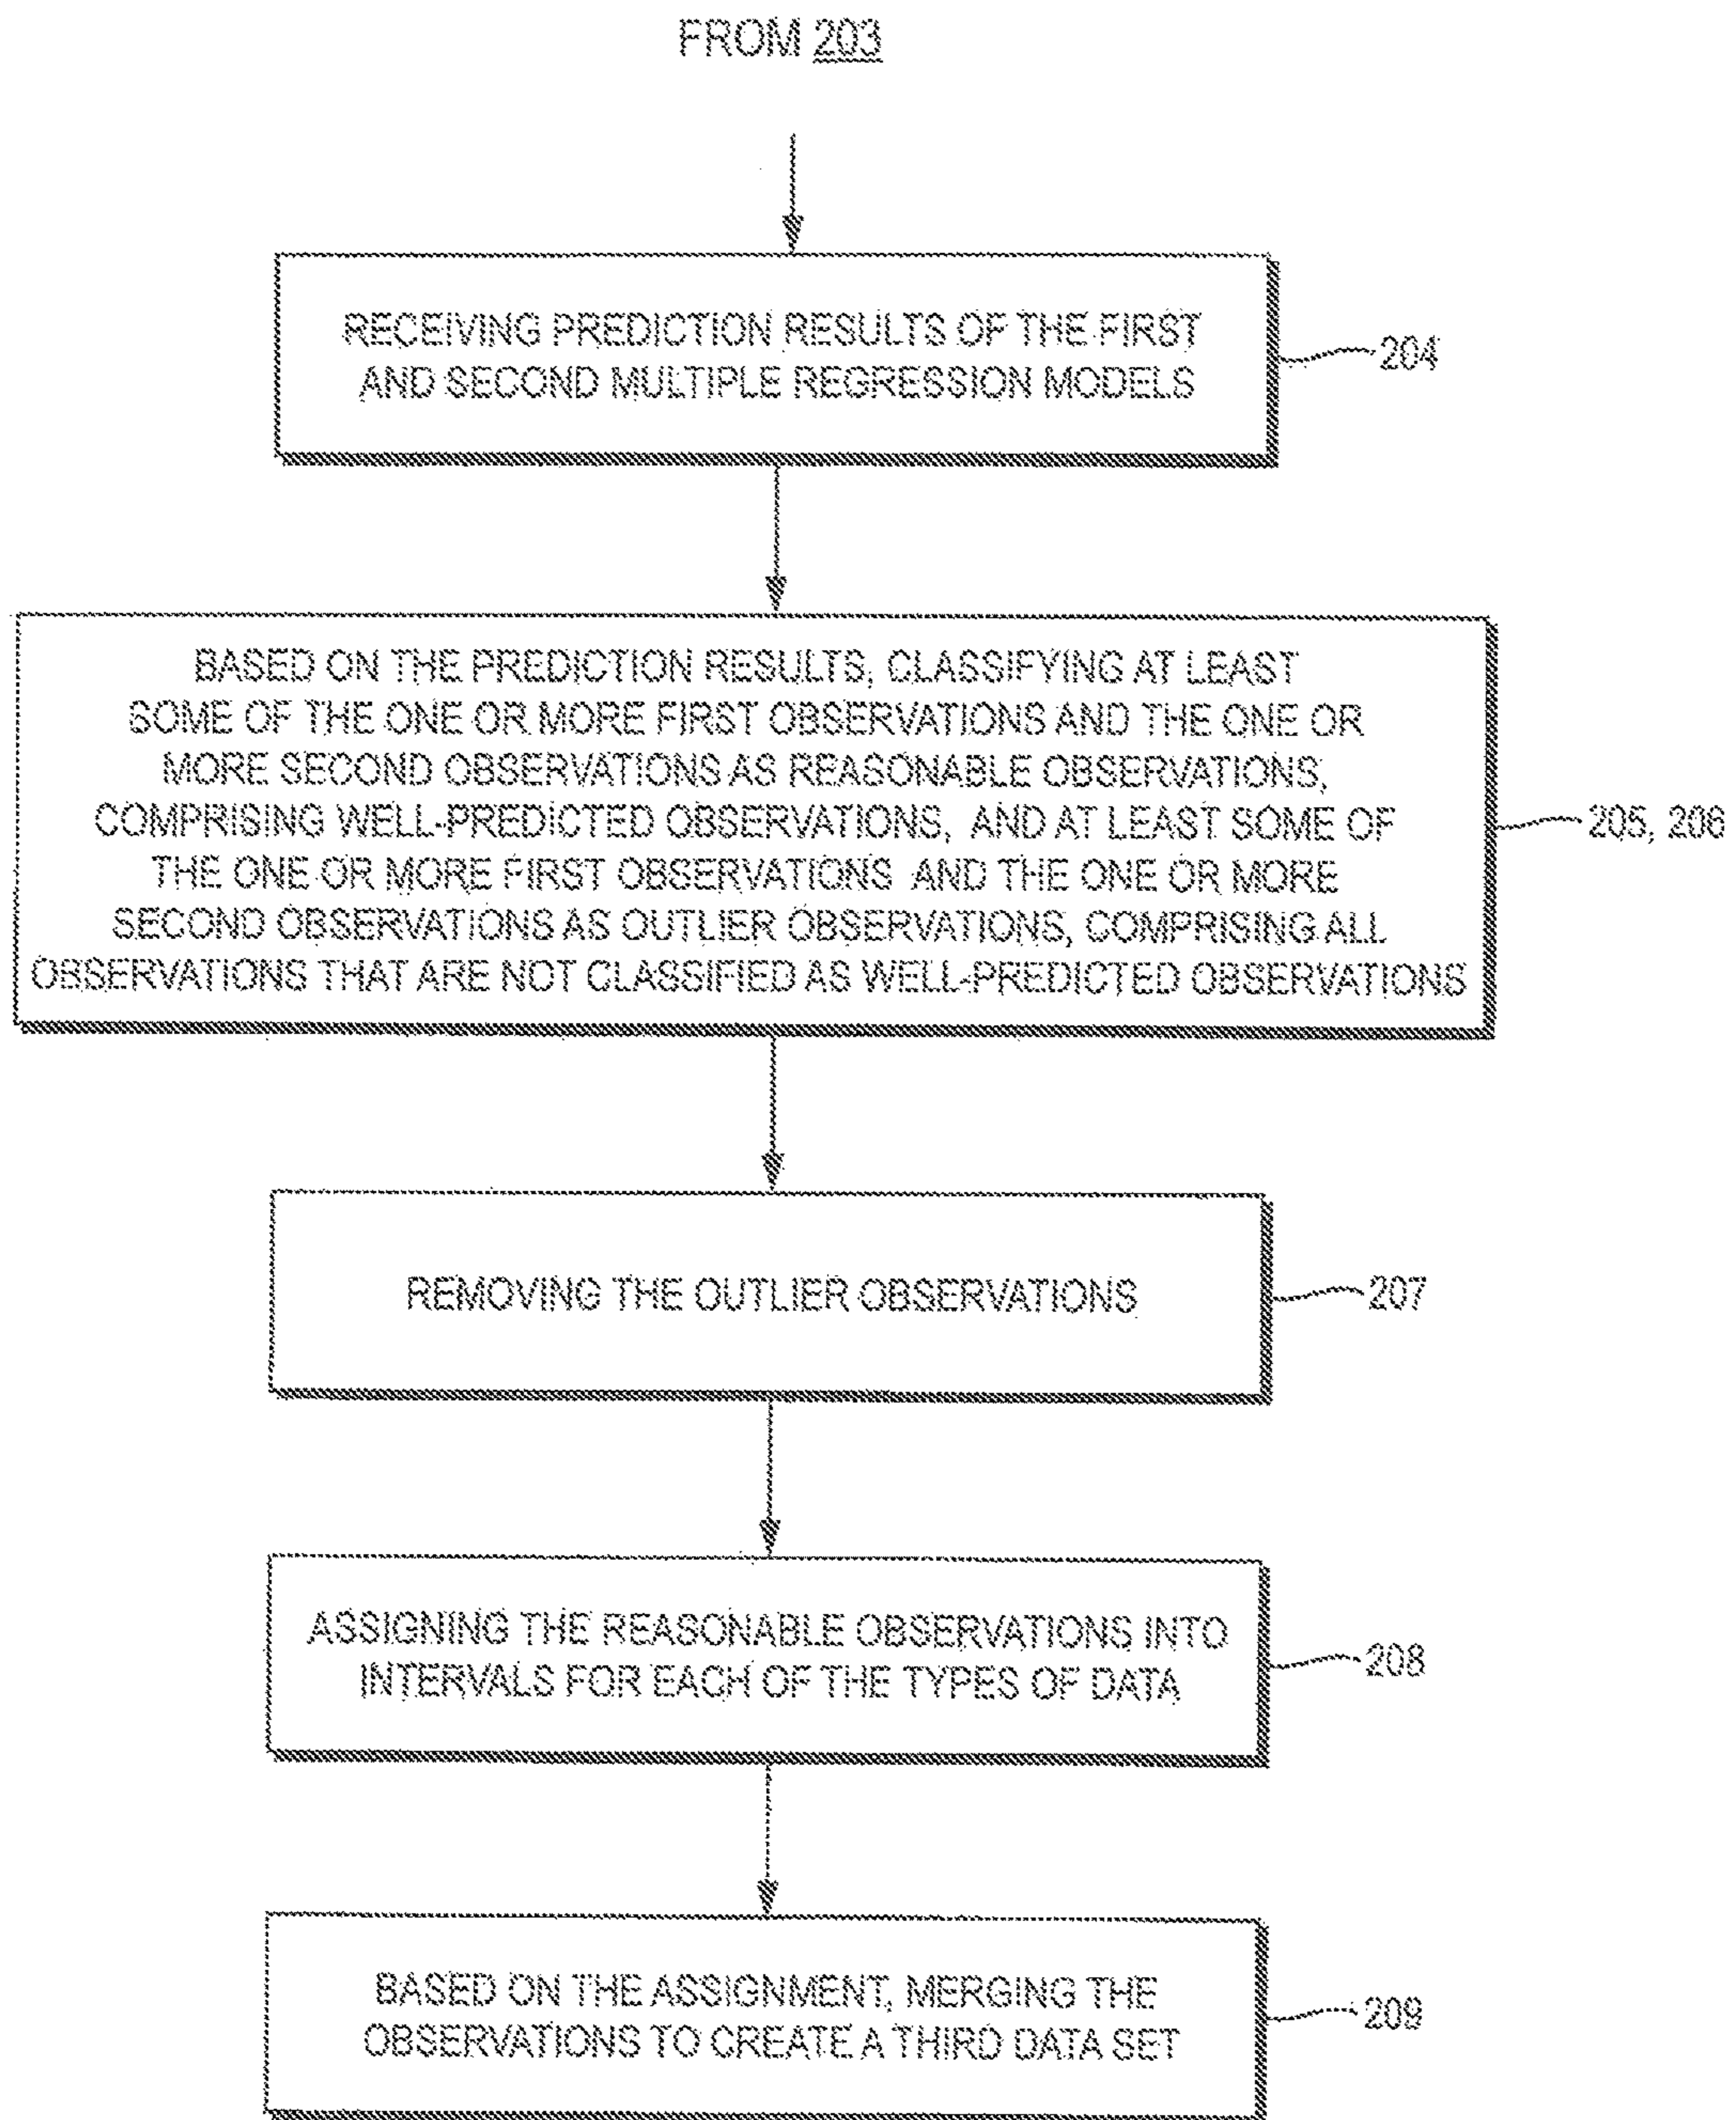 FROM 203
RECEIVING PREDICTION RESULTS OF THE FIRST
AND SECOND MULTIPLE REGRESSION MODELS
204
BASED ON THE PREDICTION RESULTS, CLASSIFYING AT LEAST
SOME OF THE ONE OR MORE FIRST OBSERVATIONS AND THE ONE OR
MORE SECOND OBSERVATIONS AS REASONABLE OBSERVATIONS,
COMPRISING WELL-PREDICTED OBSERVATIONS, AND AT LEAST SOME OF
THE ONE OR MORE FIRST OBSERVATIONS AND THE ONE OR MORE
SECOND OBSERVATIONS AS OUTLIER OBSERVATIONS, COMPRISING ALL
OBSERVATIONS THAT ARE NOT CLASSIFIED AS WELL-PREDICTED OBSERVATIONS
205, 206
REMOVING THE OUTLIER OBSERVATIONS
207
ASSIGNING THE REASONABLE OBSERVATIONS INTO
INTERVALS FOR EACH OF THE TYPES OF DATA
208
BASED ON THE ASSIGNMENT, MERGING THE
OBSERVATIONS TO CREATE A THIRD DATA SET
209